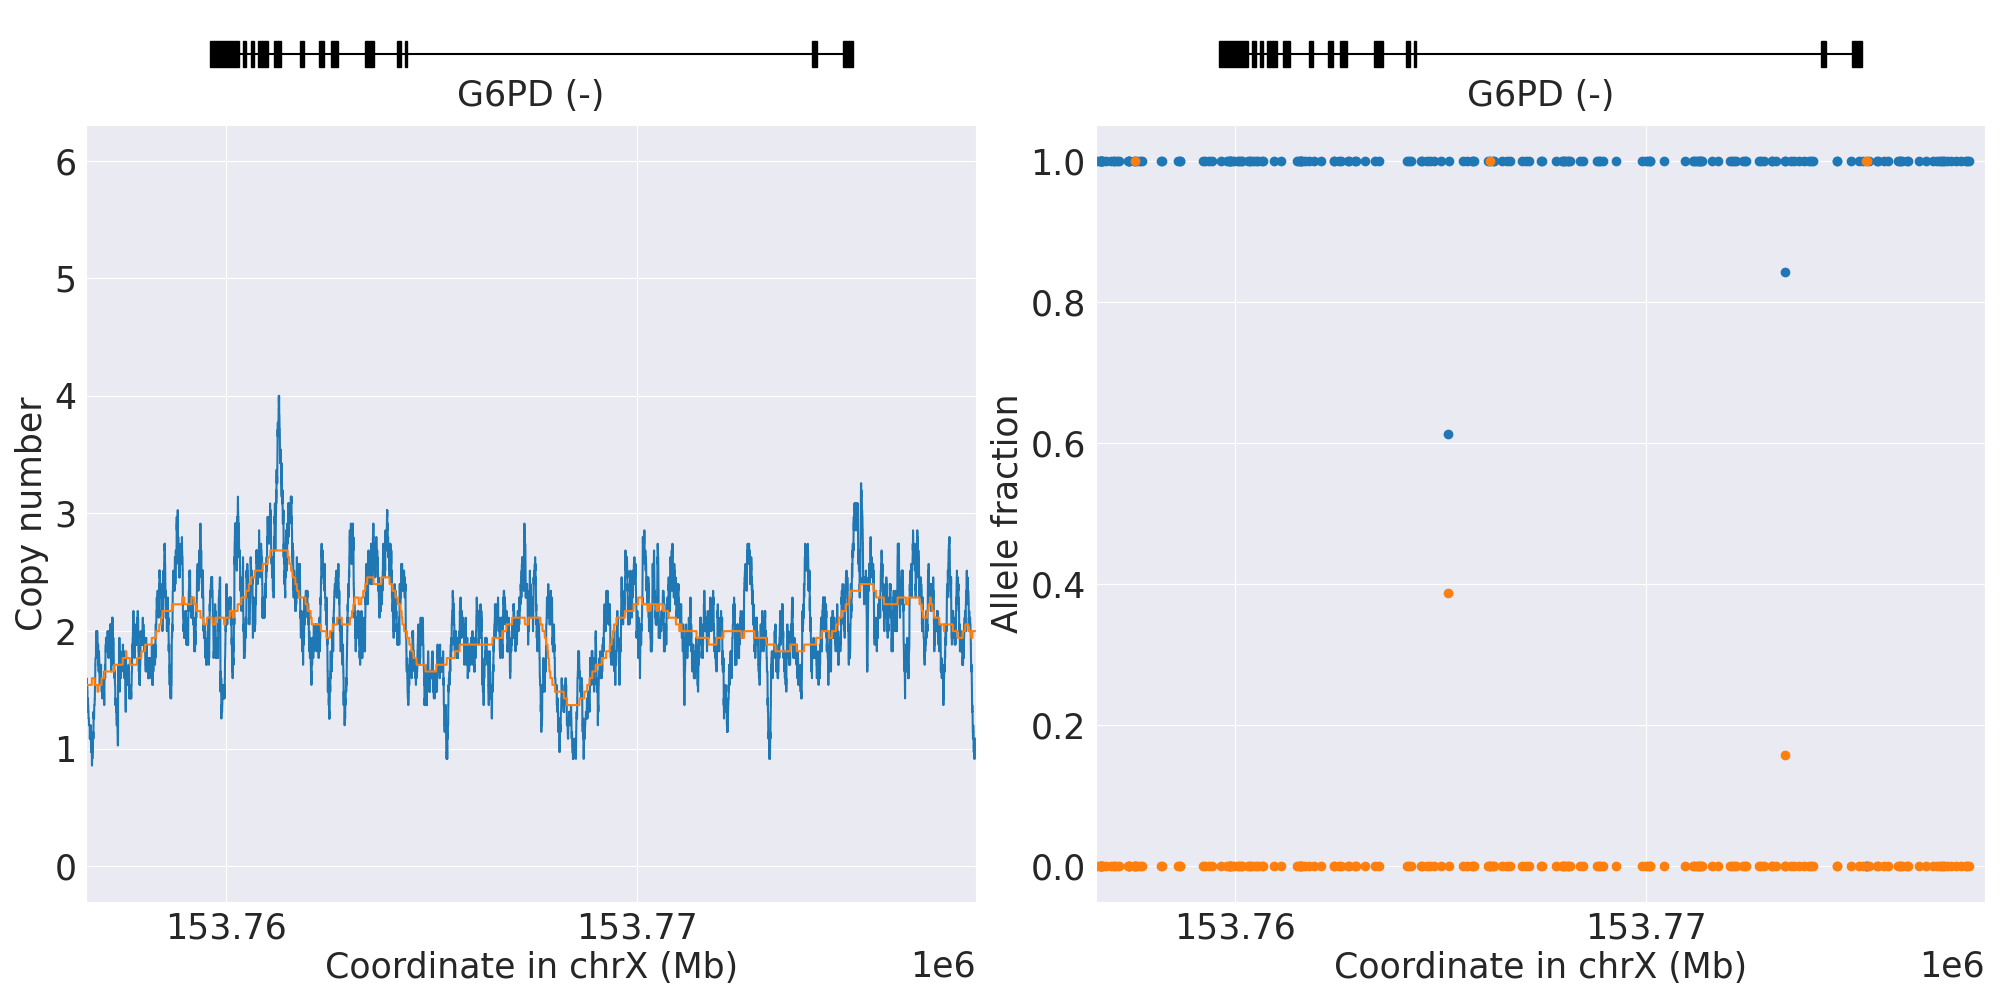 G6PD (-)
6
5
4
3
2
1
0
Copy number
153.76
153.77
Coordinate in chrX (Mb)
1e6
G6PD (-)
1.0
0.8
0.6
0.4
0.2
0.0
Allele fraction
153.76
153.77
Coordinate in chrX (Mb)
1e6